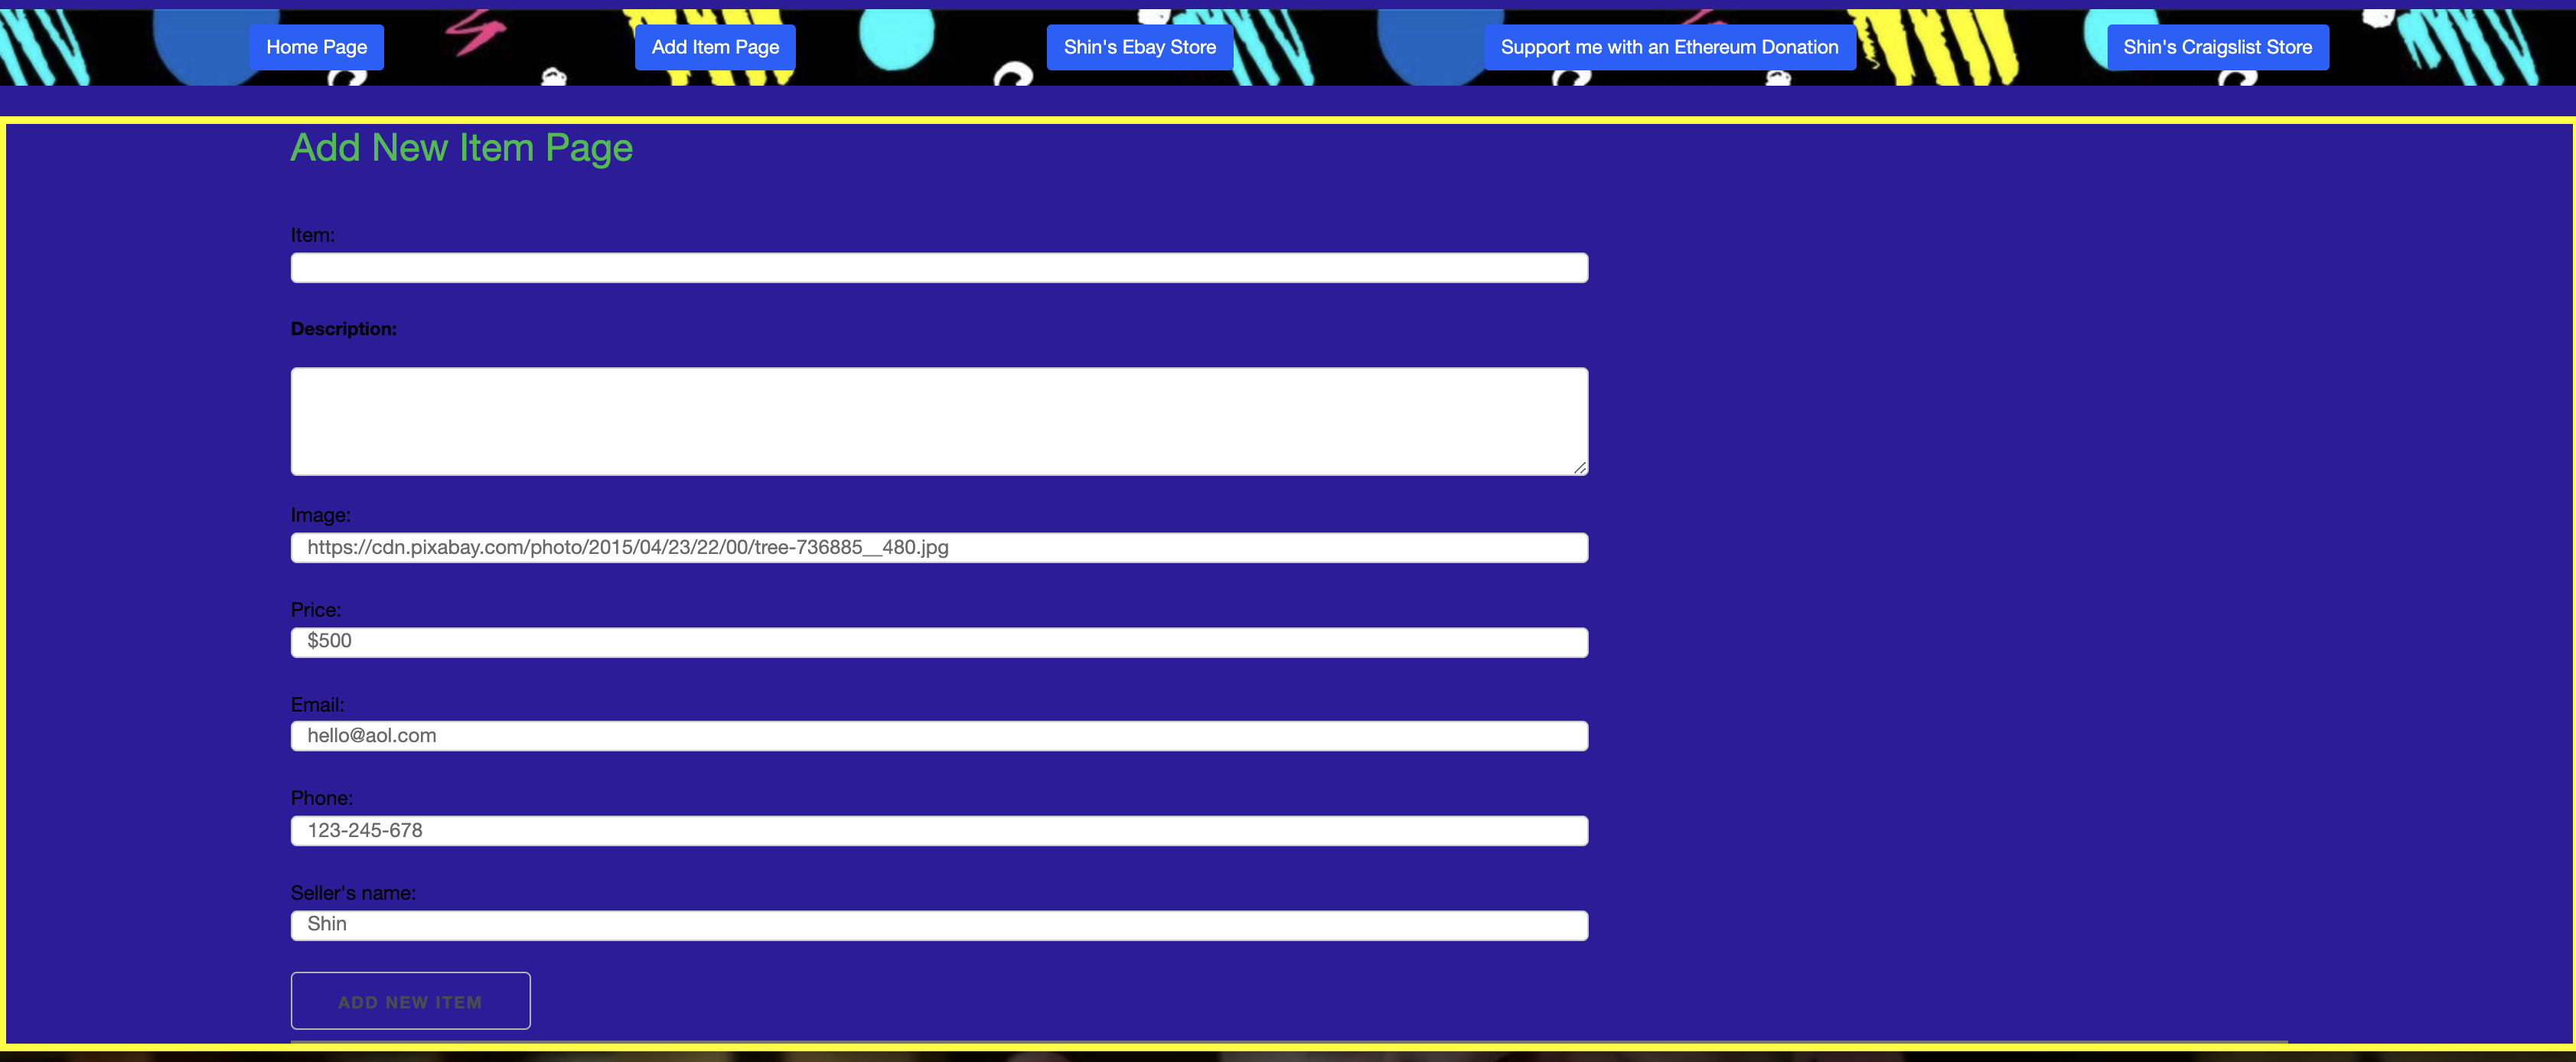 Home Page
Add Item Page
Shin's Ebay Store
Support me with an Ethereum Donation
Shin's Craigslist Store
Add New Item Page
Item:
Description:
Image:
https://cdn.pixabay.com/photo/2015/04/23/22/00/tree-736885__480.jpg
Price:
$500
Email:
hello@aol.com
Phone:
123-245-678
Seller's name:
Shin
ADD NEW ITEM